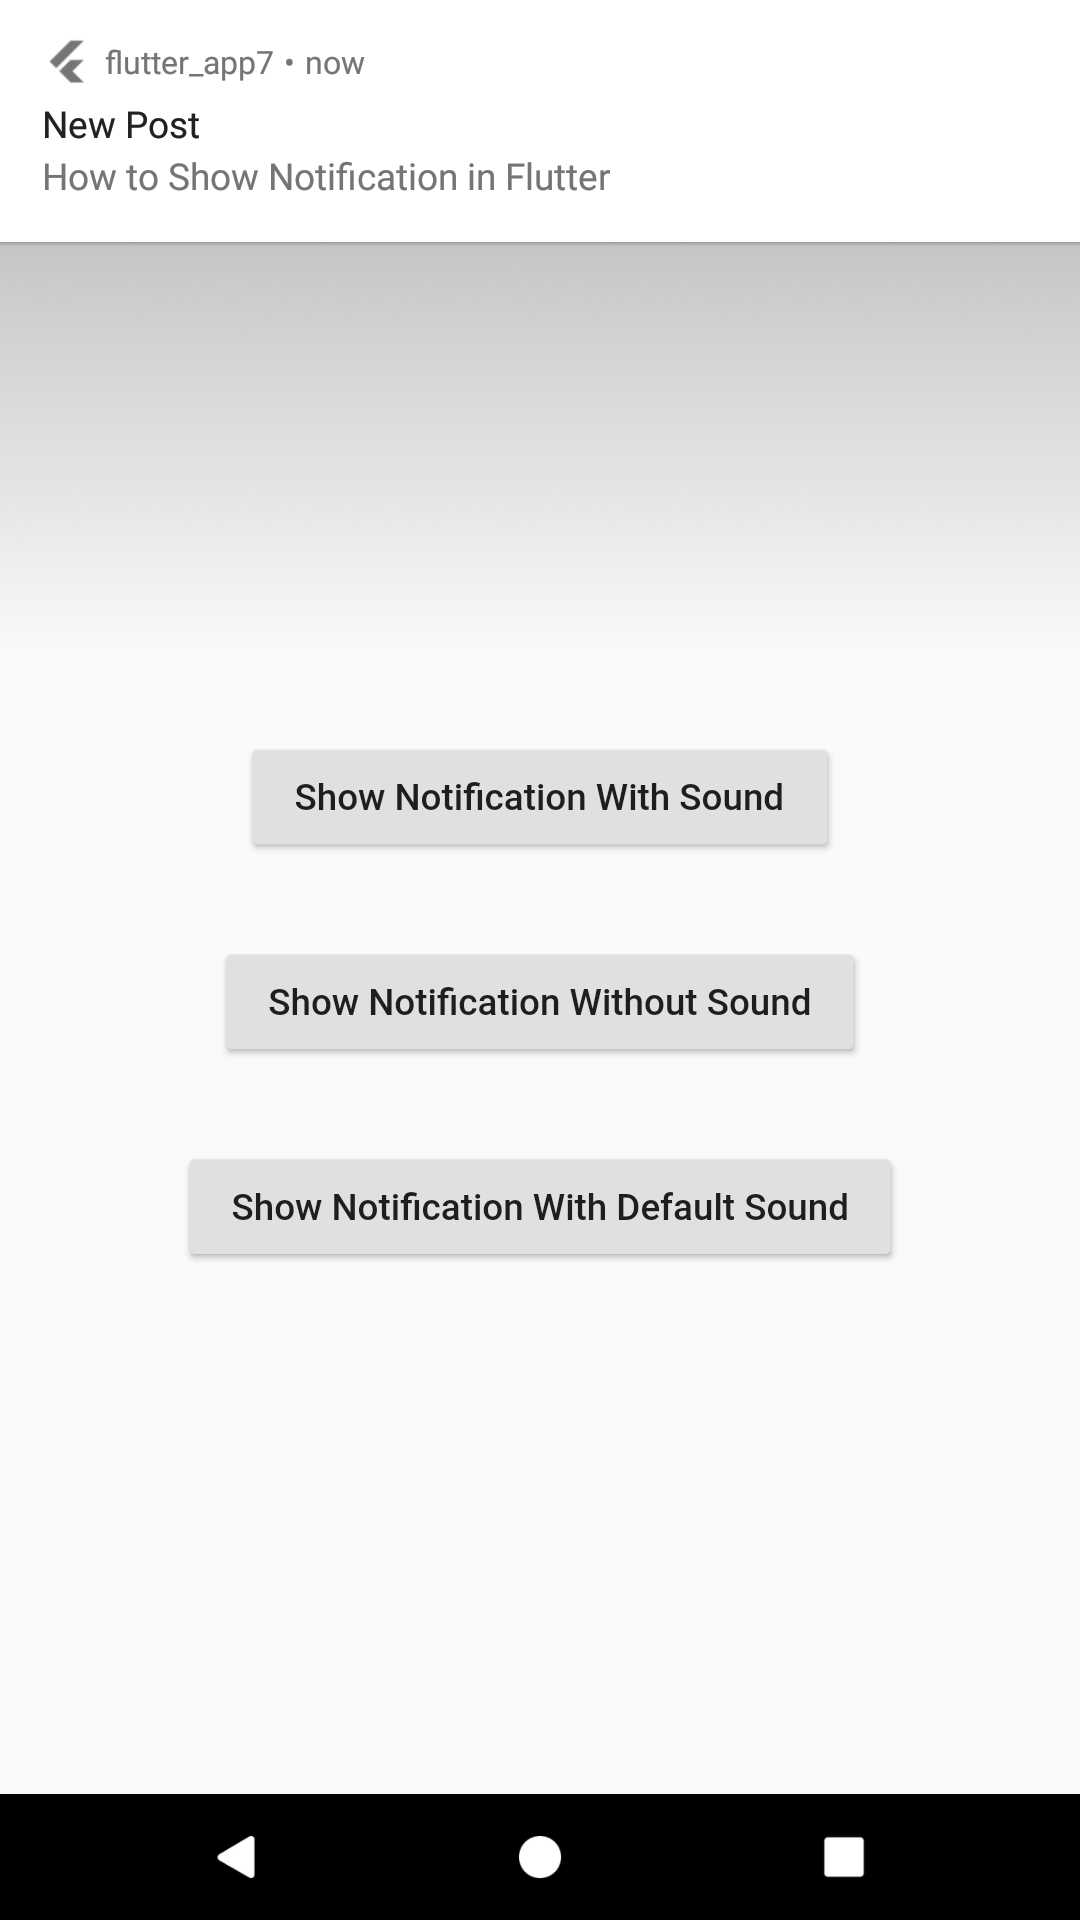 flutter_app7 • now
New Post
How to Show Notification in Flutter
Show Notification With Sound
Show Notification Without Sound
Show Notification With Default Sound